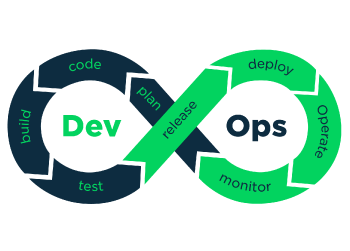 code
plan
build
Dev
test
release
deploy
Ops
Operate
monitor